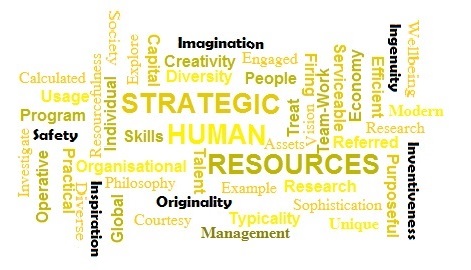 Society
Resourcefulness
Explore
Capital
Imagination
Creativity
Engaged
Diversity
People
Firing
Vision
Team-Work
Serviceable
Economy
Efficient
Ingenuity
Wellbeing
Calculated
Usage
Program
Safety
Individual
STRATEGIC
Treat
Modern
Research
Skills
HUMAN
Assets
Referred
Investigate
Operative
Practical
Diverse
Inspiration
Organisational
Philosophy
Global
Talent
RESOURCES
Purposeful
Inventiveness
Example
Research
Originality
Sophistication
Courtesy
Typicality
Unique
Management